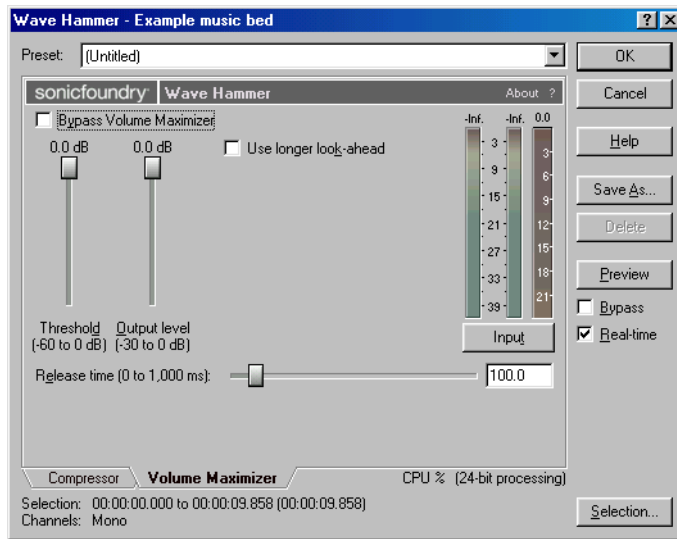 Wave Hammer - Example music bed
Preset: (Untitled)
OK
Cancel
Help
Save As...
Delete
Preview
Bypass
Real-time
sonicfoundry Wave Hammer About ?
Bypass Volume Maximizer
0.0 dB 0.0 dB
Use longer look-ahead
-Inf. -Inf. 0.0
3
9
15
21
27
33
39
3
6
9
12
15
18
21
Threshold Output level
(-60 to 0 dB) (-30 to 0 dB)
Input
Release time (0 to 1,000 ms): 100.0
Compressor Volume Maximizer CPU % (24-bit processing)
Selection: 00:00:00.000 to 00:00:09.858 (00:00:09.858)
Channels: Mono
Selection...